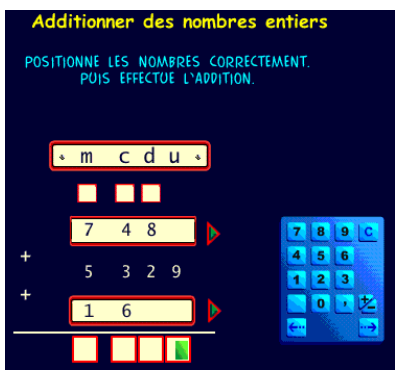 Additionner des nombres entiers
POSITIONNE LES NOMBRES CORRECTEMENT.
PUIS EFFECTUE L'ADDITION.
m c d u
7 4 8
+
5 3 2 9
+
1 6
7 8 9 C
4 5 6
1 2 3
0 , +/-